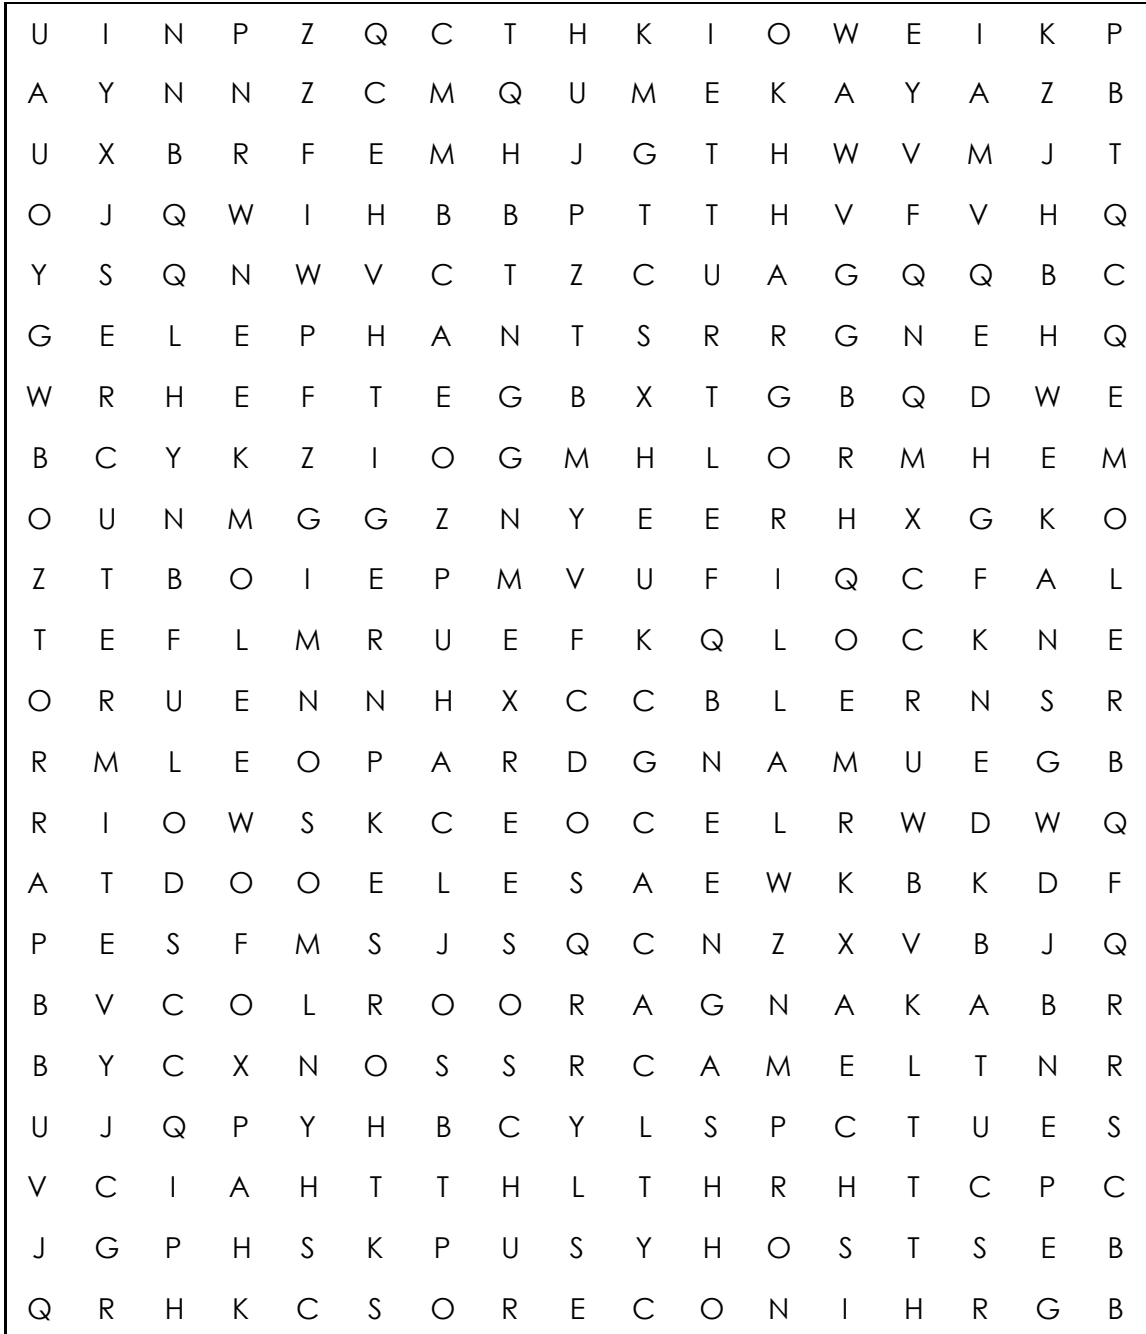 U I N P Z Q C T H K I O W E I K P
A Y N N Z C M Q U M E K A Y A Z B
U X B R F E M H J G T H W V M J T
O J Q W I H B B P T T H V F V H Q
Y S Q N W V C T Z C U A G Q Q B C
G E L E P H A N T S R R G N E H Q
W R H E F T E G B X T G B Q D W E
B C Y K Z I O G M H L O R M H E M
O U N M G G Z N Y E E R H X G K O
Z T B O I E P M V U F I Q C F A L
T E F L M R U E F K Q L O C K N E
O R U E N N H X C C B L E R N S R
R M L E O P A R D G N A M U E G B
R I O W S K C E O C E L R W D W Q
A T D O O E L E S A E W K B K D F
P E S F M S J S Q C N Z X V B J Q
B V C O L R O O R A G N A K A B R
B Y C X N O S S R C A M E L T N R
U J Q P Y H B C Y L S P C T U E S
V C I A H T T H L T H R H T C P C
J G P H S K P U S Y H O S T S E B
Q R H K C S O R E C O N I H R G B